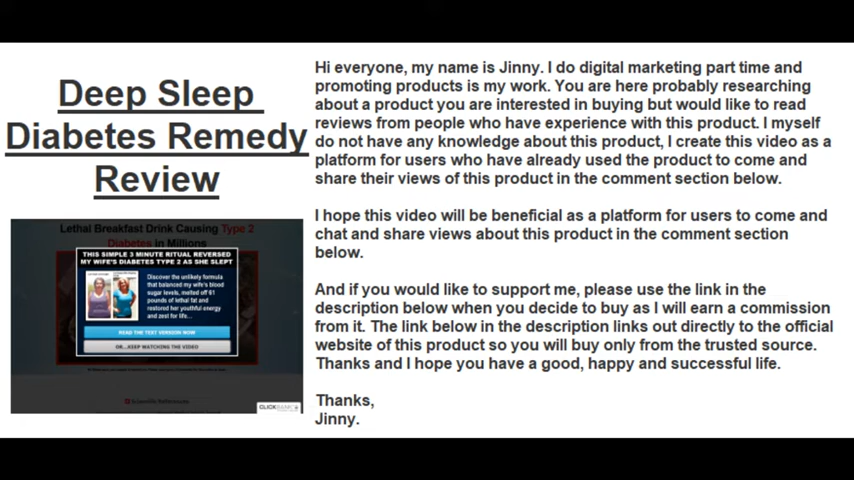 Deep Sleep
Diabetes Remedy
Review
Lethal Breakfast Drink Causing Type 2
Diabetes in Millions
THIS SIMPLE 3 MINUTE RITUAL REVERSED
MY WIFE'S DIABETES TYPE 2 AS SHE SLEPT
Discover the unlikely formula
that balanced my wife's blood
sugar levels, melted off 61
pounds of lethal fat and
restored her youthful energy
and zest for life...
READ THE TEXT VERSION NOW
OR... KEEP WATCHING THE VIDEO
Scientific References
CLICKBANK
Hi everyone, my name is Jinny. I do digital marketing part time and
promoting products is my work. You are here probably researching
about a product you are interested in buying but would like to read
reviews from people who have experience with this product. I myself
do not have any knowledge about this product, I create this video as a
platform for users who have already used the product to come and
share their views of this product in the comment section below.
I hope this video will be beneficial as a platform for users to come and
chat and share views about this product in the comment section
below.
And if you would like to support me, please use the link in the
description below when you decide to buy as I will earn a commission
from it. The link below in the description links out directly to the official
website of this product so you will buy only from the trusted source.
Thanks and I hope you have a good, happy and successful life.
Thanks,
Jinny.